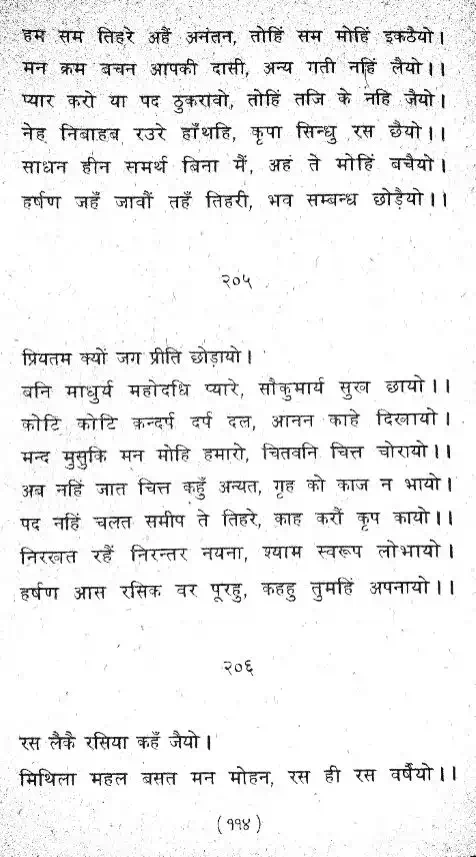 हम सम तिहरे अहैं अनंतन, तोहिं सम मोहिं इकठैयो।
मन क्रम बचन आपकी दासी, अन्य गती नहिं लैयो।।
प्यार करो या पद ठुकरावो, तोहिं तजि के नहि जैयो।
नेह निबाहब रउरे हाँथहि, कृपा सिन्धु रस छैयो।।
साधन हीन समर्थ बिना मैं, अहं ते मोहिं बचैयो।
हर्षण जहँ जावौं तहँ तिहरी, भव सम्बन्ध छोड़ैयो।।
२०५
प्रियतम क्यों जग प्रीति छोड़ायो।
बनि माधुर्य महोदधि प्यारे, सौकुमार्य सुख छायो।।
कोटि कोटि कन्दर्प दर्प दल, आनन काहे दिखायो।
मन्द मुसुकि मन मोहि हमारो, चितवनि चित्त चोरायो।।
अब नहिं जात चित्त कहुँ अन्यत, गृह को काज न भायो।
पद नहिं चलत समीप ते तिहरे, काह करौं कृप कायो।।
निरखत रहैं निरन्तर नयना, श्याम स्वरूप लोभायो।
हर्षण आस रसिक वर पूरहु, कहहु तुमहिं अपनायो।।
२०६
रस लैकै रसिया कहँ जैयो।
मिथिला महल बसत मन मोहन, रस ही रस वर्षैयो।।
(११४)